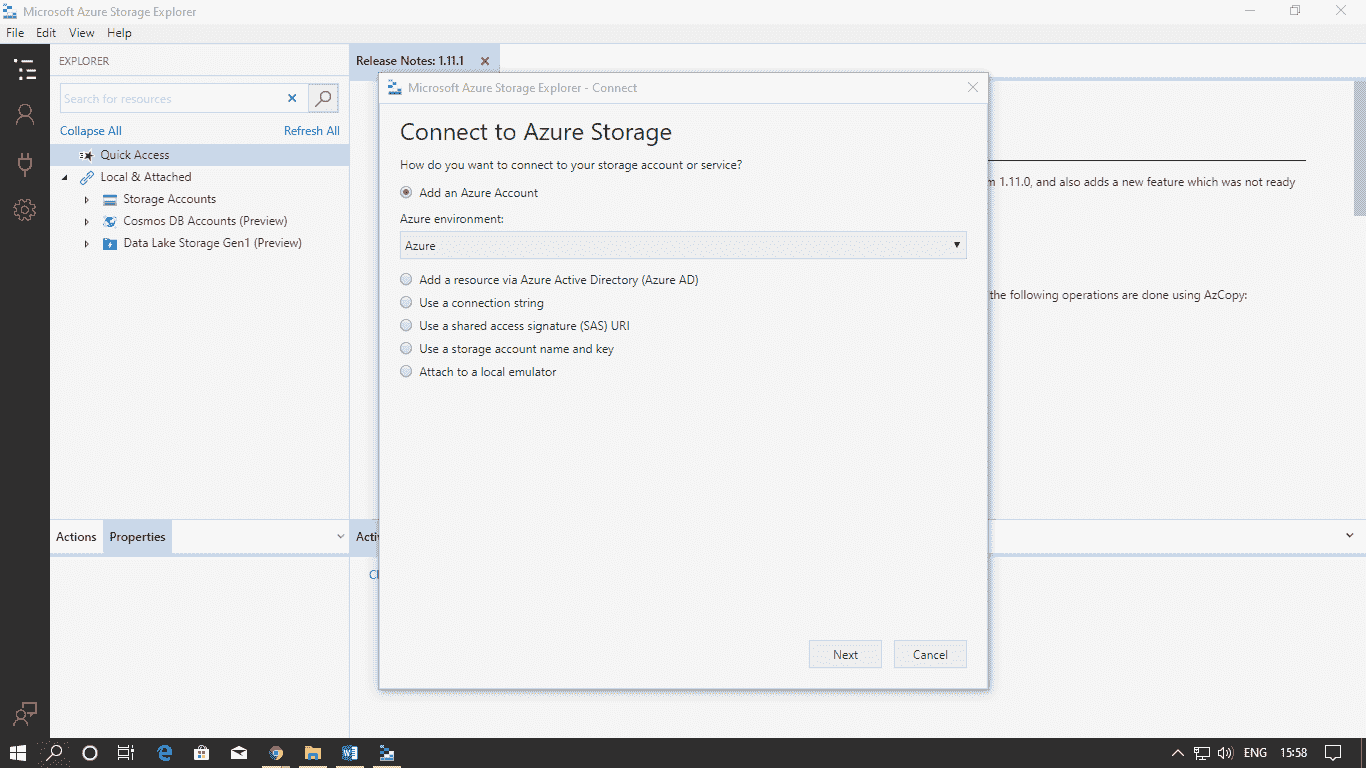 Microsoft Azure Storage Explorer
File Edit View Help
EXPLORER
Search for resources
Collapse All Refresh All
Quick Access
Local & Attached
Storage Accounts
Cosmos DB Accounts (Preview)
Data Lake Storage Gen1 (Preview)
Actions Properties
Release Notes: 1.11.1
Microsoft Azure Storage Explorer - Connect
Connect to Azure Storage
How do you want to connect to your storage account or service?
Add an Azure Account
Azure environment:
Azure
Add a resource via Azure Active Directory (Azure AD)
Use a connection string
Use a shared access signature (SAS) URI
Use a storage account name and key
Attach to a local emulator
Next Cancel
1.11.0, and also adds a new feature which was not ready
the following operations are done using AzCopy:
ENG 15:58